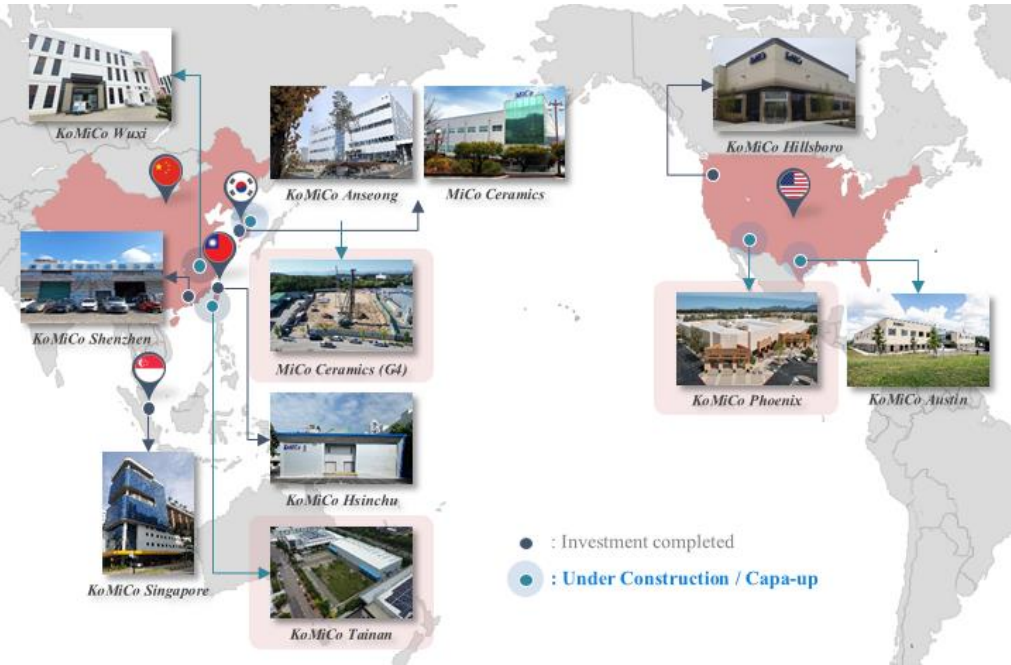 KoMiCo Wuxi
KoMiCo Anseong
MiCo
MiCo Ceramics
KoMiCo Hillsboro
KoMiCo Shenzhen
MiCo Ceramics (G4)
KoMiCo Phoenix
KoMiCo Austin
KoMiCo Hsinchu
KoMiCo Singapore
KoMiCo Tainan
: Investment completed
: Under Construction / Capa-up